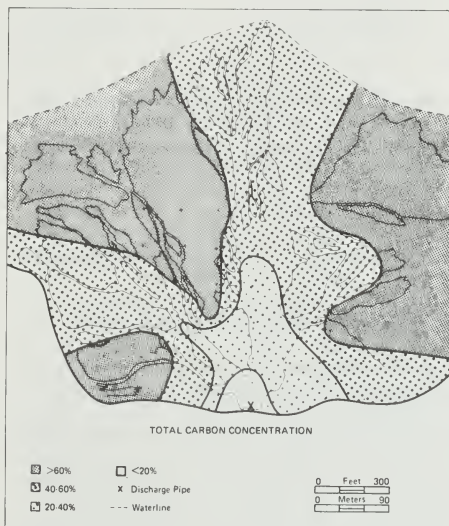 TOTAL CARBON CONCENTRATION
>60%
40-60%
20-40%
<20%
X Discharge Pipe
--- Waterline
0 Feet 300
0 Meters 90